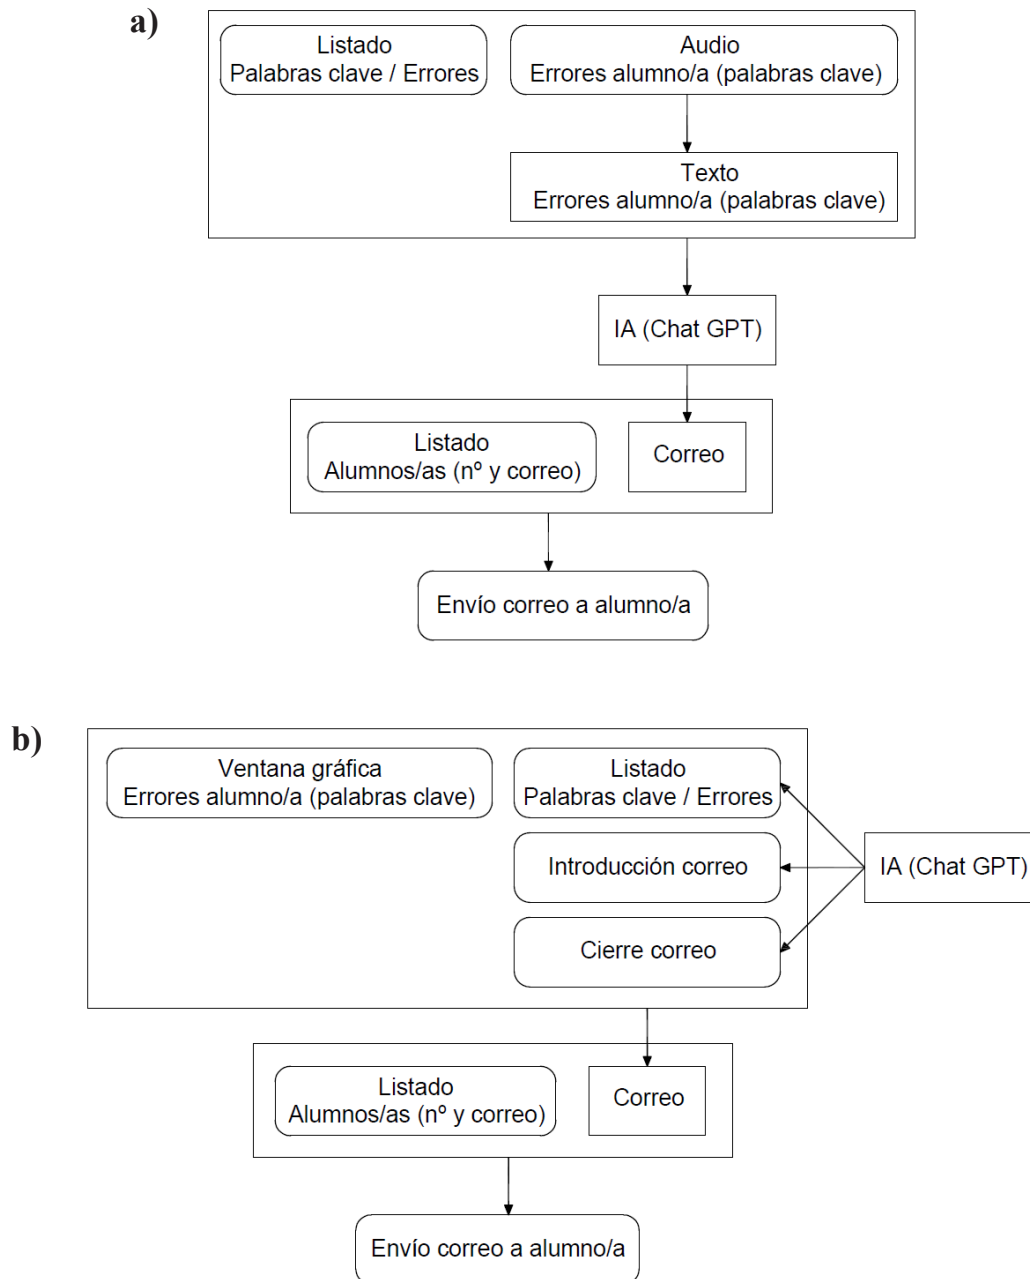 a)
Listado
Palabras clave / Errores
Audio
Errores alumno/a (palabras clave)
Texto
Errores alumno/a (palabras clave)
IA (Chat GPT)
Listado
Alumnos/as (nº y correo)
Correo
Envío correo a alumno/a
b)
Ventana gráfica
Errores alumno/a (palabras clave)
Listado
Palabras clave / Errores
Introducción correo
IA (Chat GPT)
Cierre correo
Listado
Alumnos/as (nº y correo)
Correo
Envío correo a alumno/a